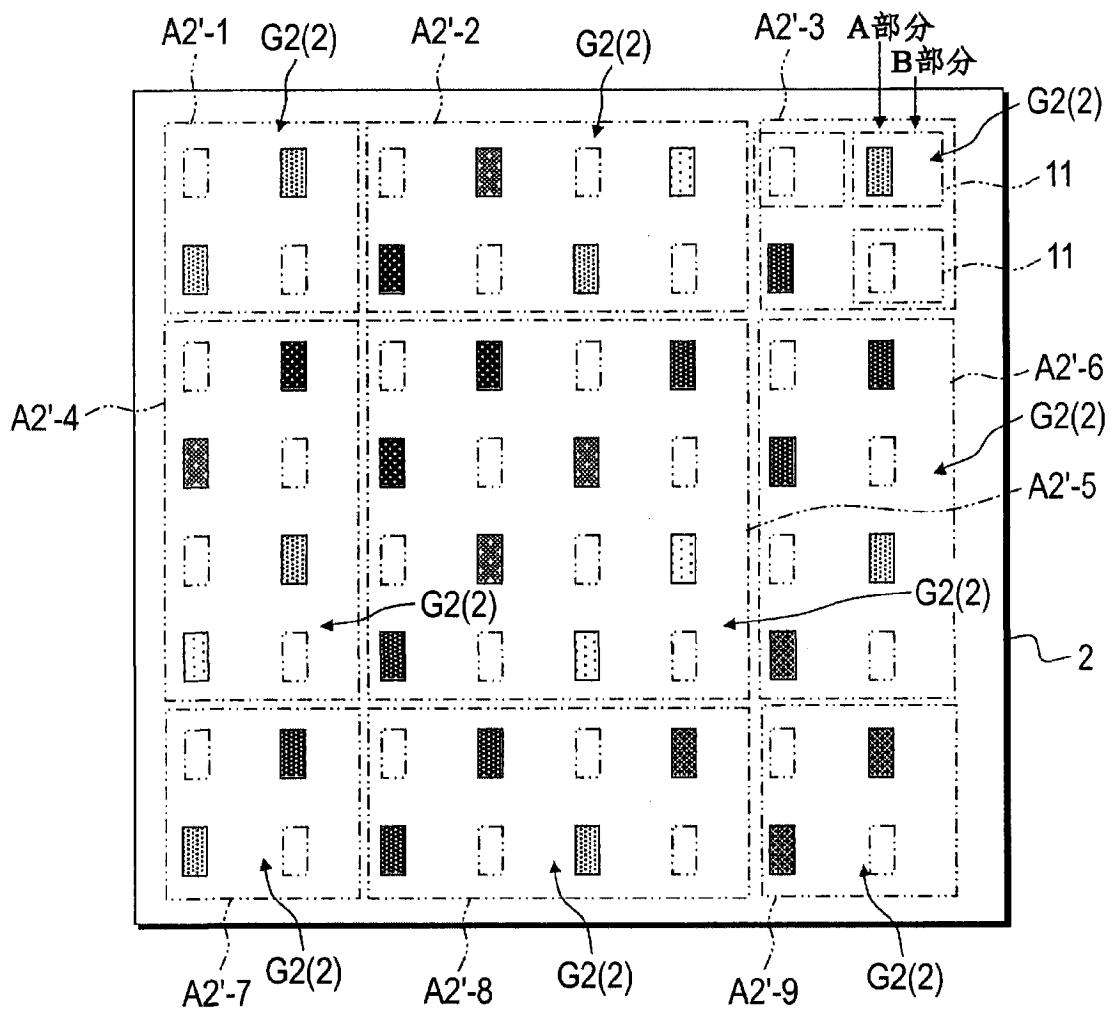 A2'-1
G2(2)
A2'-2
G2(2)
A2'-3
A部分
B部分
G2(2)
11
11
A2'-4
A2'-6
G2(2)
A2'-5
G2(2)
G2(2)
2
A2'-7
G2(2)
A2'-8
G2(2)
A2'-9
G2(2)